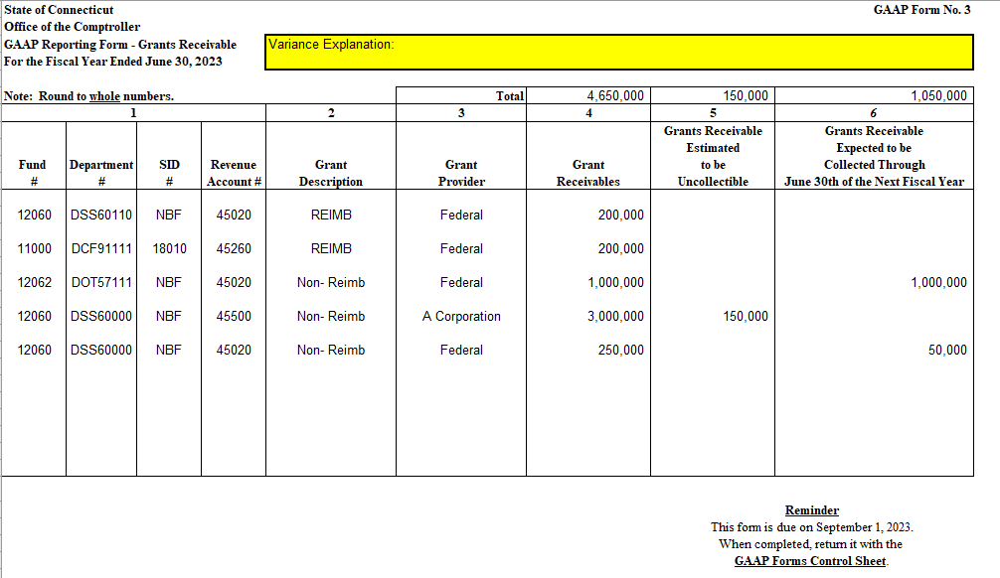 State of Connecticut
GAAP Form No. 3
Office of the Comptroller
GAAP Reporting Form - Grants Receivable
For the Fiscal Year Ended June 30, 2023
Variance Explanation:
Note: Round to whole numbers.
Total 4,650,000 150,000 1,050,000
1 2 3 4 5 6
Fund # Department # SID # Revenue Account # Grant Description Grant Provider Grant Receivables Grants Receivable Estimated to be Uncollectible Grants Receivable Expected to be Collected Through June 30th of the Next Fiscal Year
12060 DSS60110 NBF 45020 REIMB Federal 200,000
11000 DCF91111 18010 45260 REIMB Federal 200,000
12062 DOT57111 NBF 45020 Non- Reimb Federal 1,000,000 1,000,000
12060 DSS60000 NBF 45500 Non- Reimb A Corporation 3,000,000 150,000
12060 DSS60000 NBF 45020 Non- Reimb Federal 250,000 50,000
Reminder
This form is due on September 1, 2023.
When completed, return it with the
GAAP Forms Control Sheet.